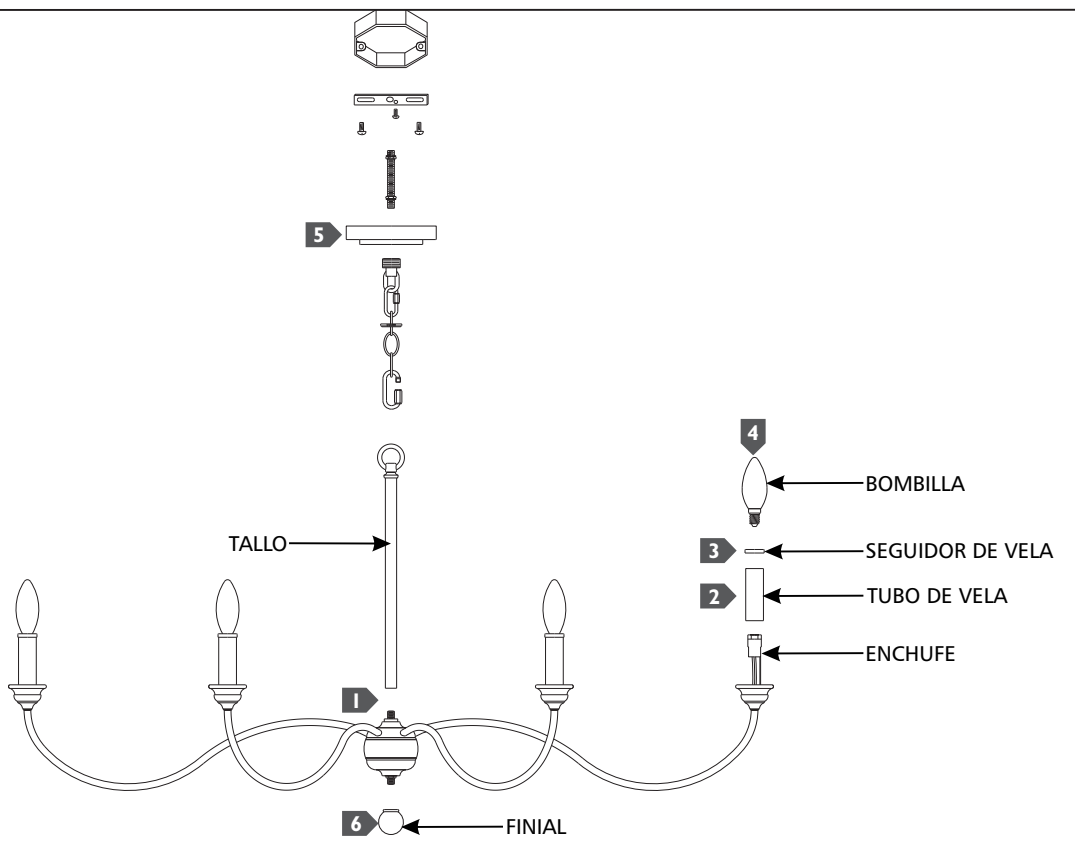 5
4
BOMBILLA
TALLO
3 SEGUIDOR DE VELA
2 TUBO DE VELA
ENCHUFE
1
6 FINIAL